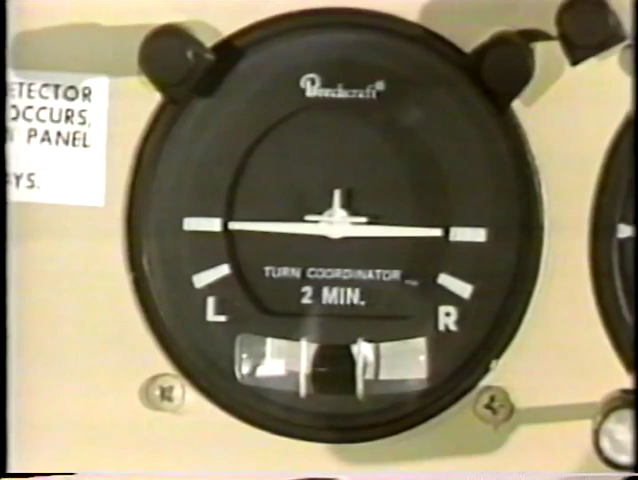 ETECTOR
OCCURS,
PANEL
YS.
Beechcraft
TURN COORDINATOR
2 MIN.
L R